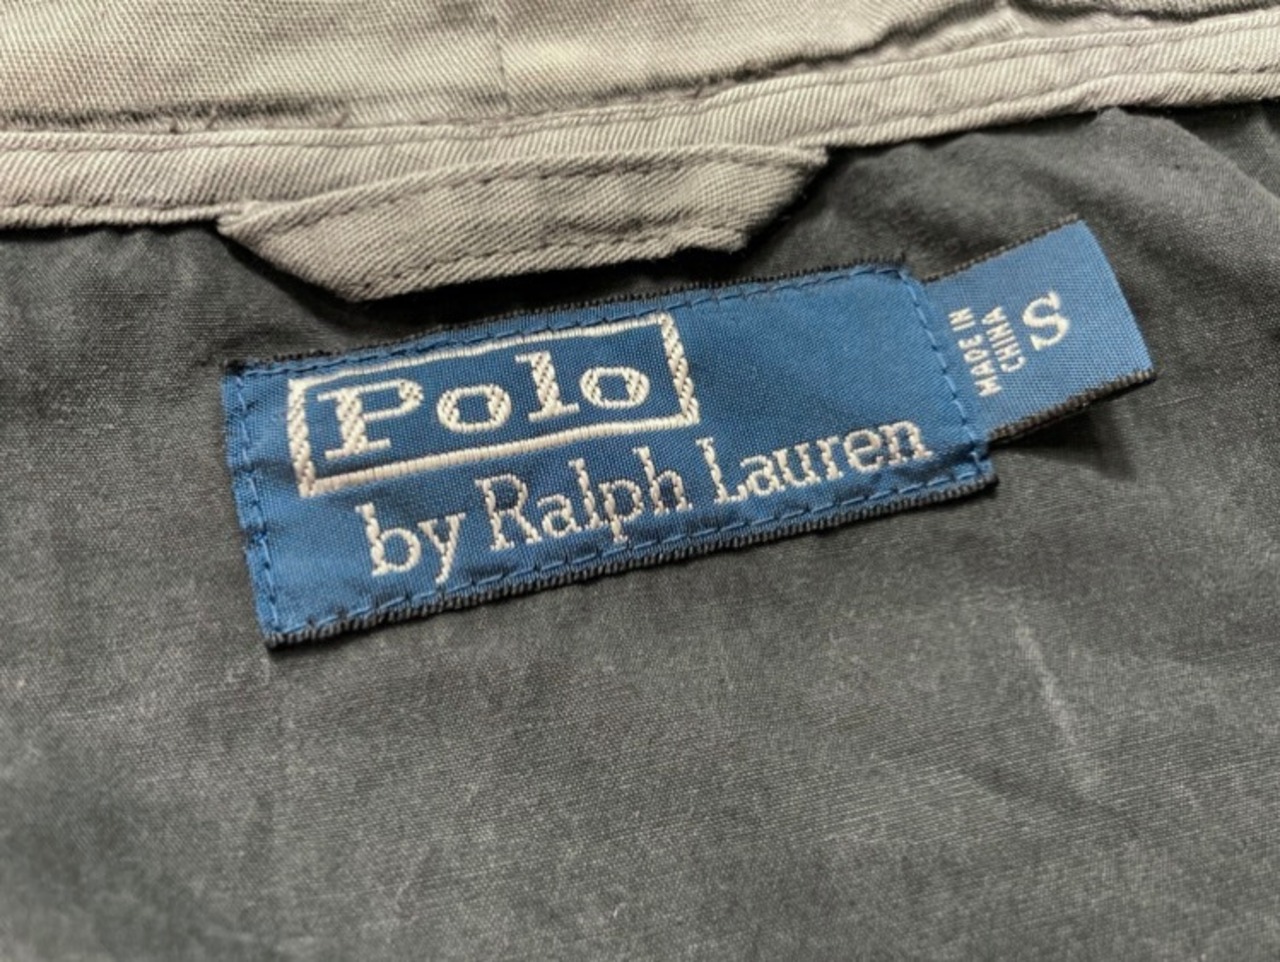 Polo
by Ralph Lauren
MADE IN
CHINA
S